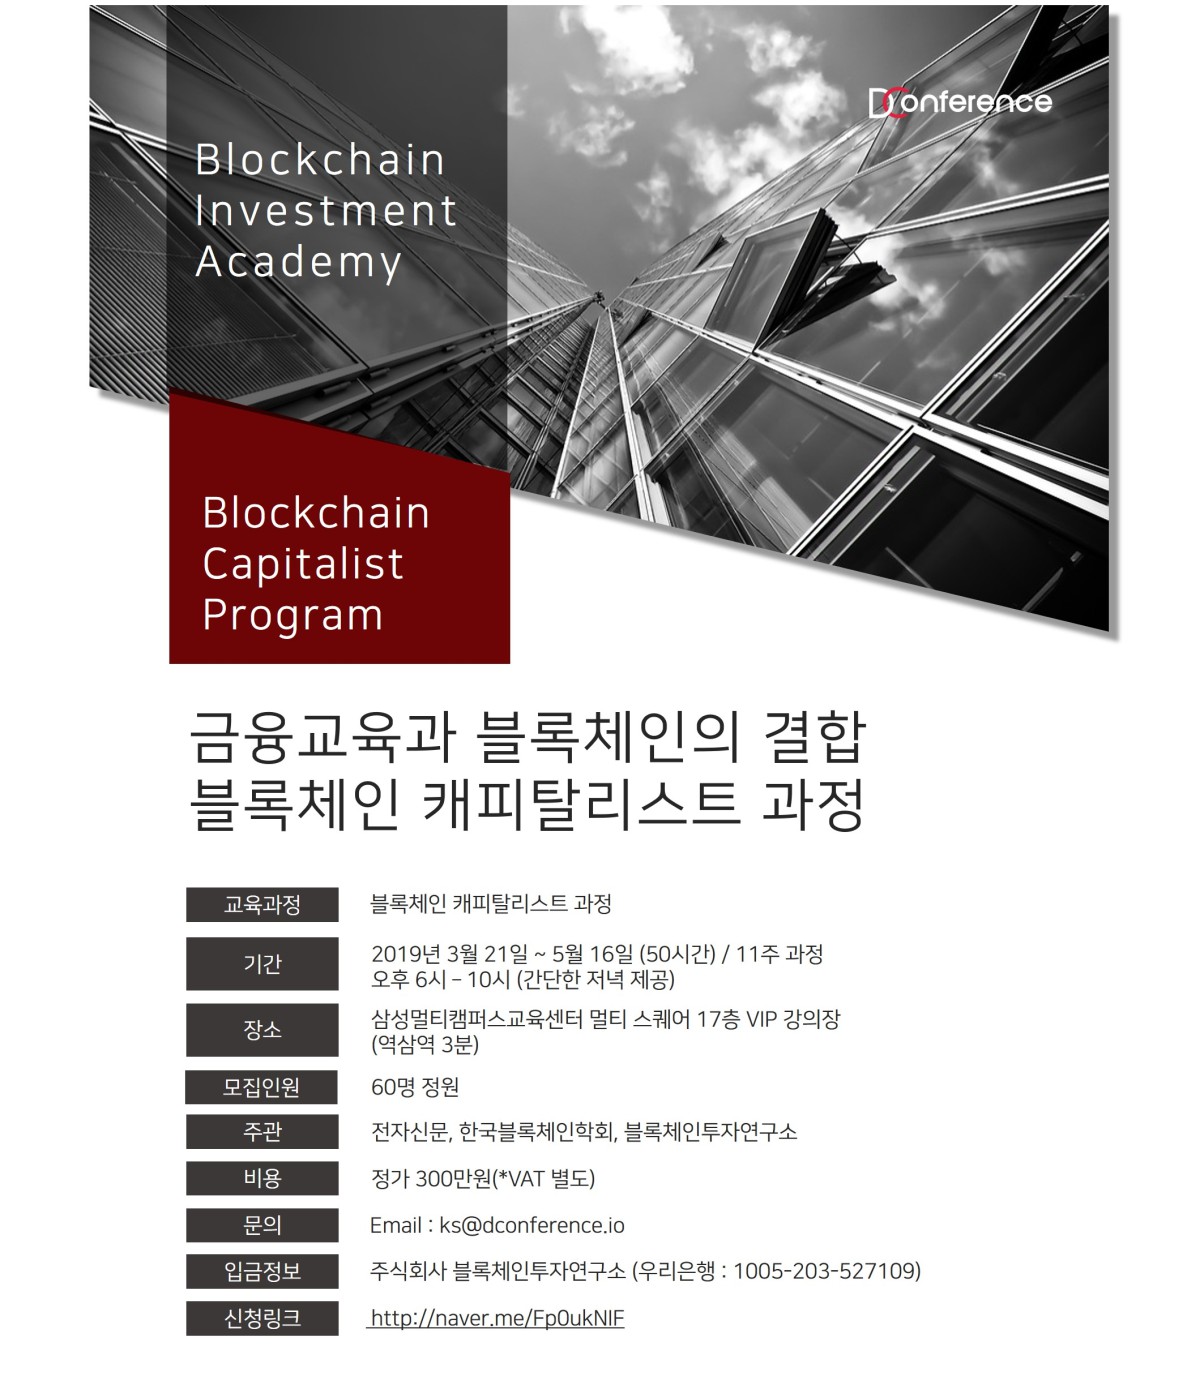 DConference
Blockchain
Investment
Academy
Blockchain
Capitalist
Program
금융교육과 블록체인의 결합
블록체인 캐피탈리스트 과정
교육과정 블록체인 캐피탈리스트 과정
기간 2019년 3월 21일 ~ 5월 16일 (50시간) / 11주 과정
오후 6시 – 10시 (간단한 저녁 제공)
장소 삼성멀티캠퍼스교육센터 멀티 스퀘어 17층 VIP 강의장
(역삼역 3분)
모집인원 60명 정원
주관 전자신문, 한국블록체인학회, 블록체인투자연구소
비용 정가 300만원(*VAT 별도)
문의 Email : ks@dconference.io
입금정보 주식회사 블록체인투자연구소 (우리은행 : 1005-203-527109)
신청링크 http://naver.me/Fp0ukNIF